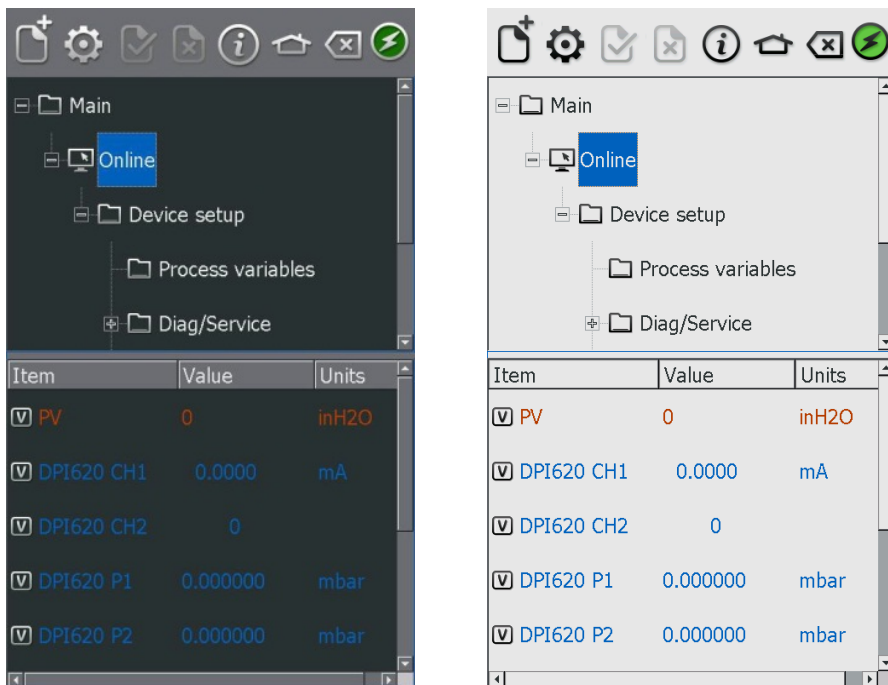 Main
Online
Device setup
Process variables
Diag/Service
Item Value Units
V PV 0 inH2O
V DPI620 CH1 0.0000 mA
V DPI620 CH2 0
V DPI620 P1 0.000000 mbar
V DPI620 P2 0.000000 mbar
Main
Online
Device setup
Process variables
Diag/Service
Item Value Units
V PV 0 inH2O
V DPI620 CH1 0.0000 mA
V DPI620 CH2 0
V DPI620 P1 0.000000 mbar
V DPI620 P2 0.000000 mbar